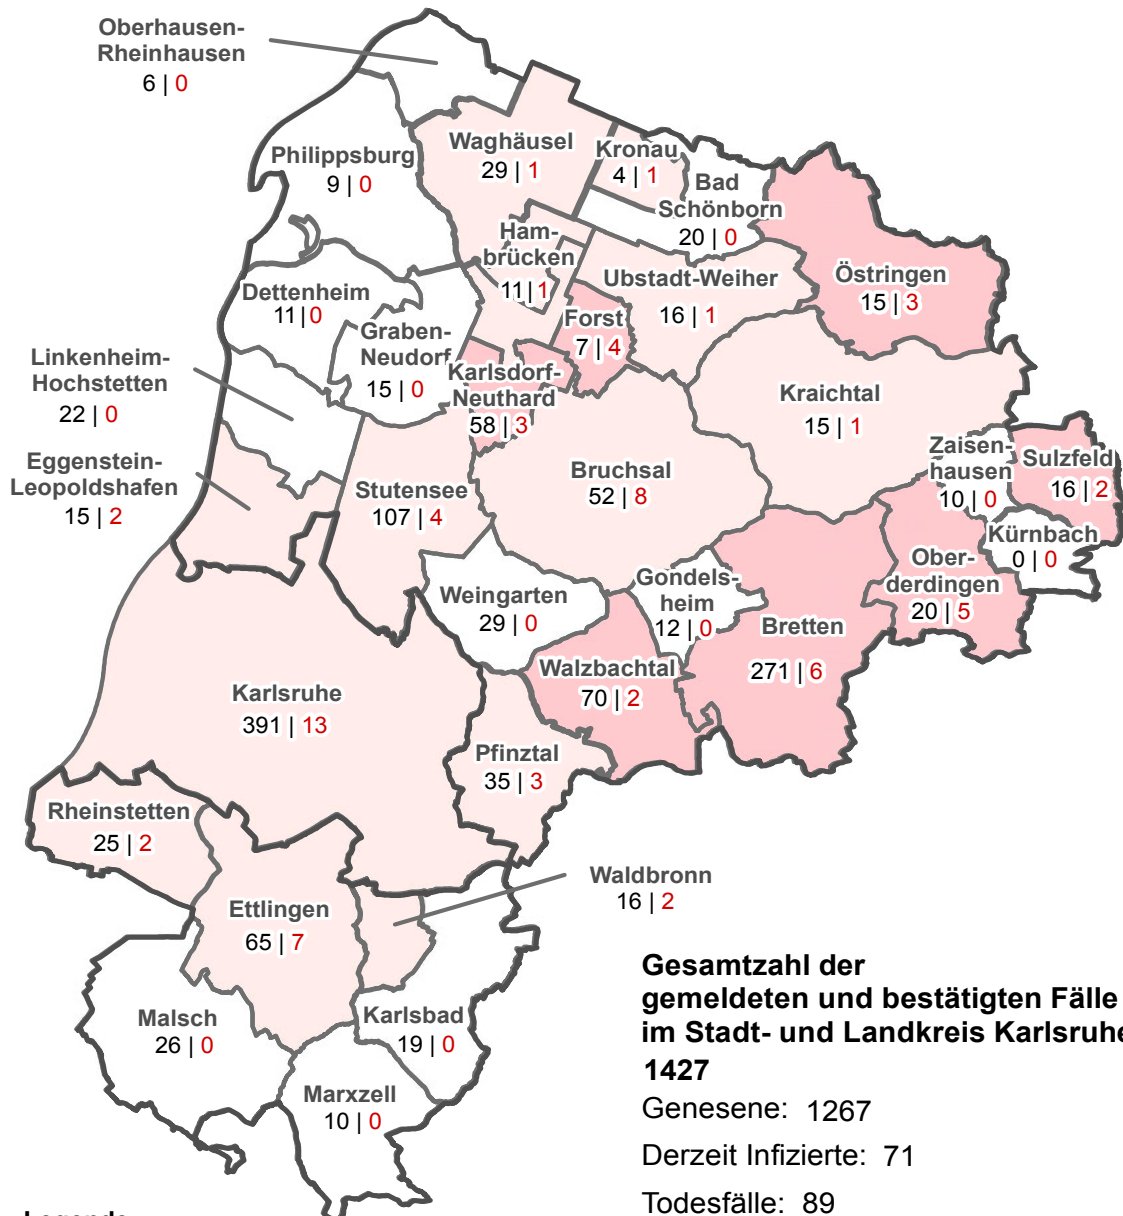 Oberhausen-
Rheinhausen
6 | 0
Philippsburg
9 | 0
Waghäusel
29 | 1
Kronau
4 | 1
Bad
Schönborn
20 | 0
Östringen
15 | 3
Ham-
brücken
11 | 1
Ubstadt-Weiher
16 | 1
Dettenheim
11 | 0
Graben-
Neudorf
15 | 0
Forst
7 | 4
Karlsdorf-
Neuthard
58 | 3
Linkenheim-
Hochstetten
22 | 0
Kraichtal
15 | 1
Eggenstein-
Leopoldshafen
15 | 2
Stutensee
107 | 4
Bruchsal
52 | 8
Zaisen-
hausen
10 | 0
Sulzfeld
16 | 2
Kürnbach
0 | 0
Ober-
derdingen
20 | 5
Weingarten
29 | 0
Gondels-
heim
12 | 0
Bretten
271 | 6
Walzbachtal
70 | 2
Karlsruhe
391 | 13
Pfinztal
35 | 3
Rheinstetten
25 | 2
Waldbronn
16 | 2
Ettlingen
65 | 7
Malsch
26 | 0
Karlsbad
19 | 0
Marxzell
10 | 0
Gesamtzahl der
gemeldeten und bestätigten Fälle
im Stadt- und Landkreis Karlsruhe
1427
Genesene: 1267
Derzeit Infizierte: 71
Todesfälle: 89
Legende